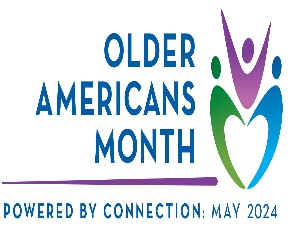 OLDER
AMERICANS
MONTH
POWERED BY CONNECTION: MAY 2024